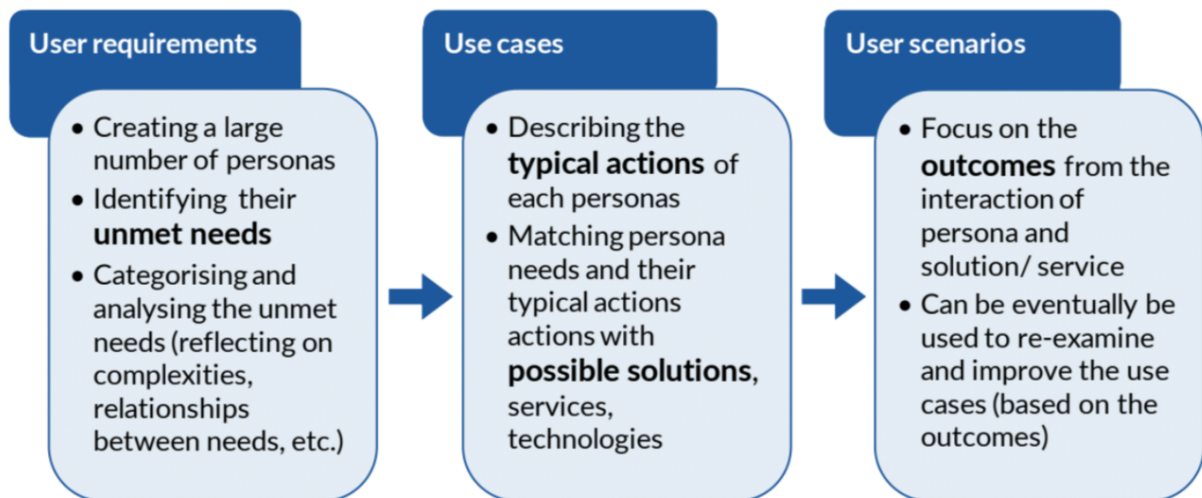 User requirements
• Creating a large
number of personas
• Identifying their
unmet needs
• Categorising and
analysing the unmet
needs (reflecting on
complexities,
relationships
between needs, etc.)
Use cases
• Describing the
typical actions of
each personas
• Matching persona
needs and their
typical actions
actions with
possible solutions,
services,
technologies
User scenarios
• Focus on the
outcomes from the
interaction of
persona and
solution/ service
• Can be eventually be
used to re-examine
and improve the use
cases (based on the
outcomes)